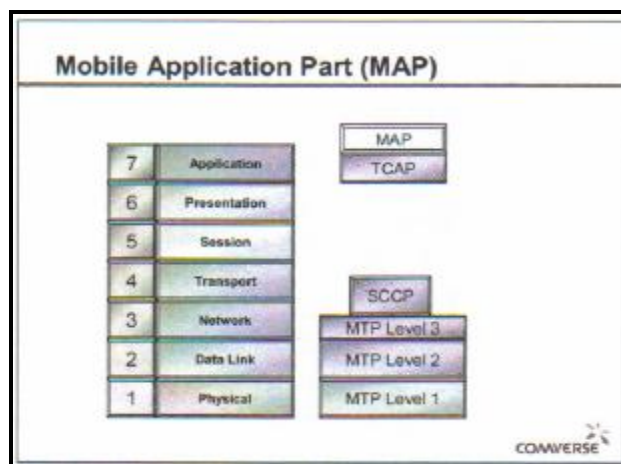 Mobile Application Part (MAP)
7 Application
6 Presentation
5 Session
4 Transport
3 Network
2 Data Link
1 Physical
MAP
TCAP
SCCP
MTP Level 3
MTP Level 2
MTP Level 1
COMVERSE